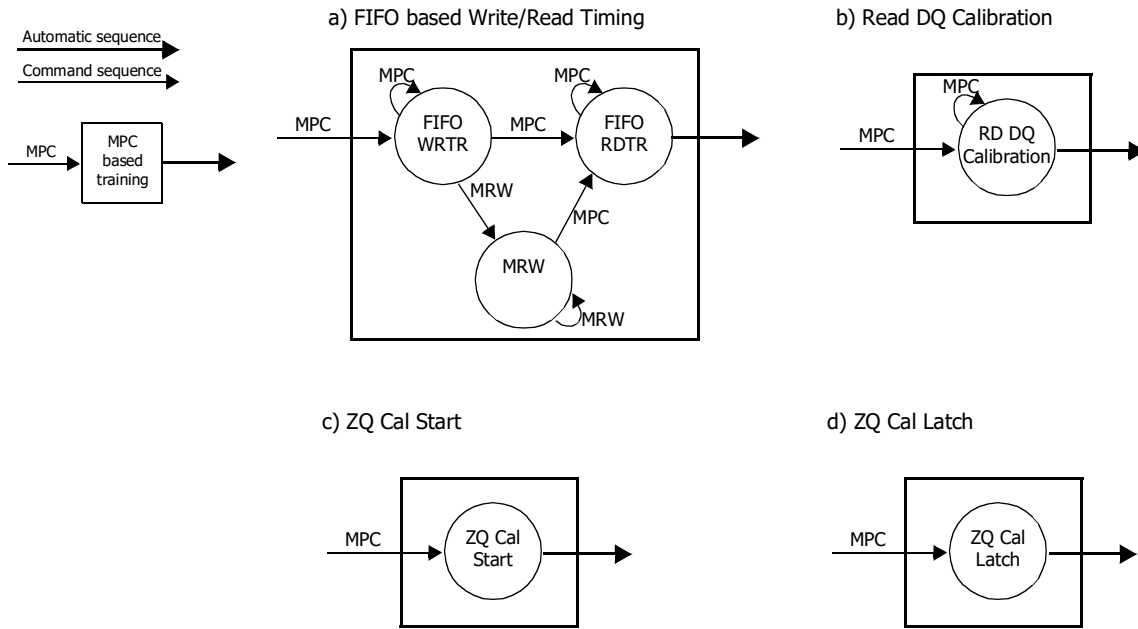 a) FIFO based Write/Read Timing
b) Read DQ Calibration
Automatic sequence
Command sequence
MPC
MPC
based
training
MPC
MPC
FIFO
WRTR
MPC
MPC
FIFO
RDTR
MRW
MPC
MRW
MRW
MPC
MPC
RD DQ
Calibration
c) ZQ Cal Start
d) ZQ Cal Latch
MPC
ZQ Cal
Start
MPC
ZQ Cal
Latch